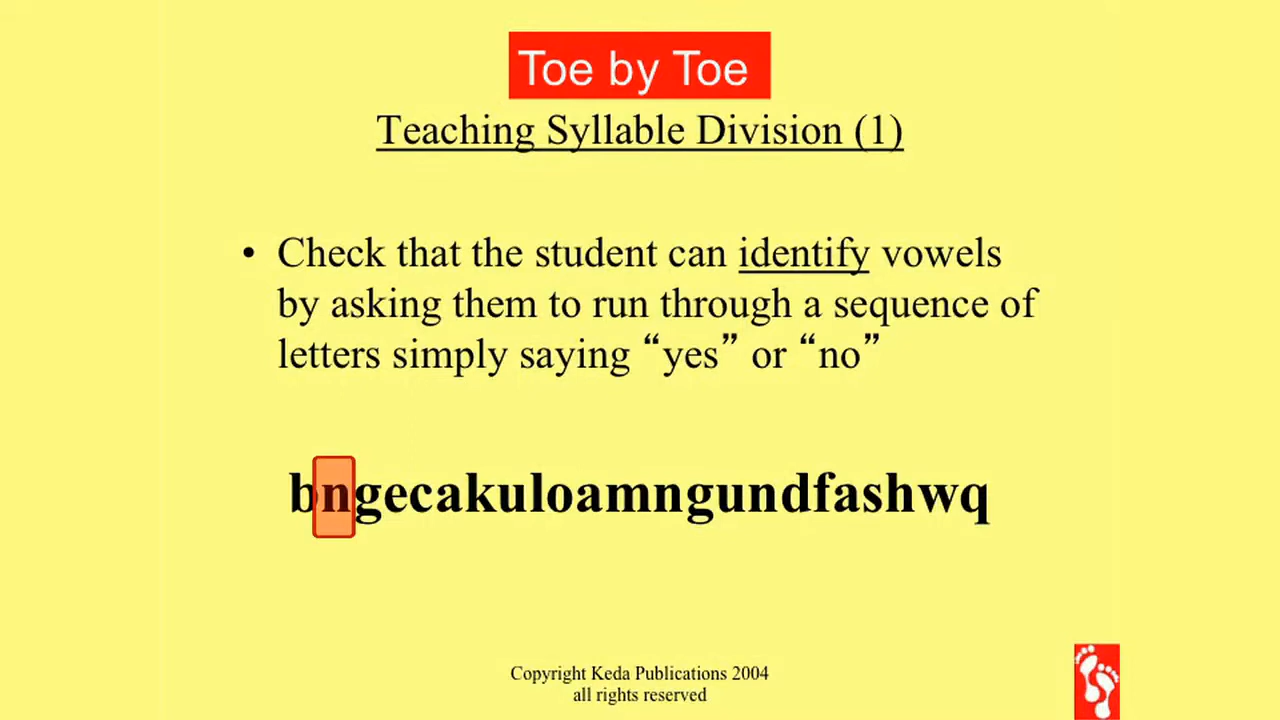 Toe by Toe
Teaching Syllable Division (1)
• Check that the student can identify vowels
by asking them to run through a sequence of
letters simply saying “yes” or “no”
bngecakuloamngundfashwq
Copyright Keda Publications 2004
all rights reserved